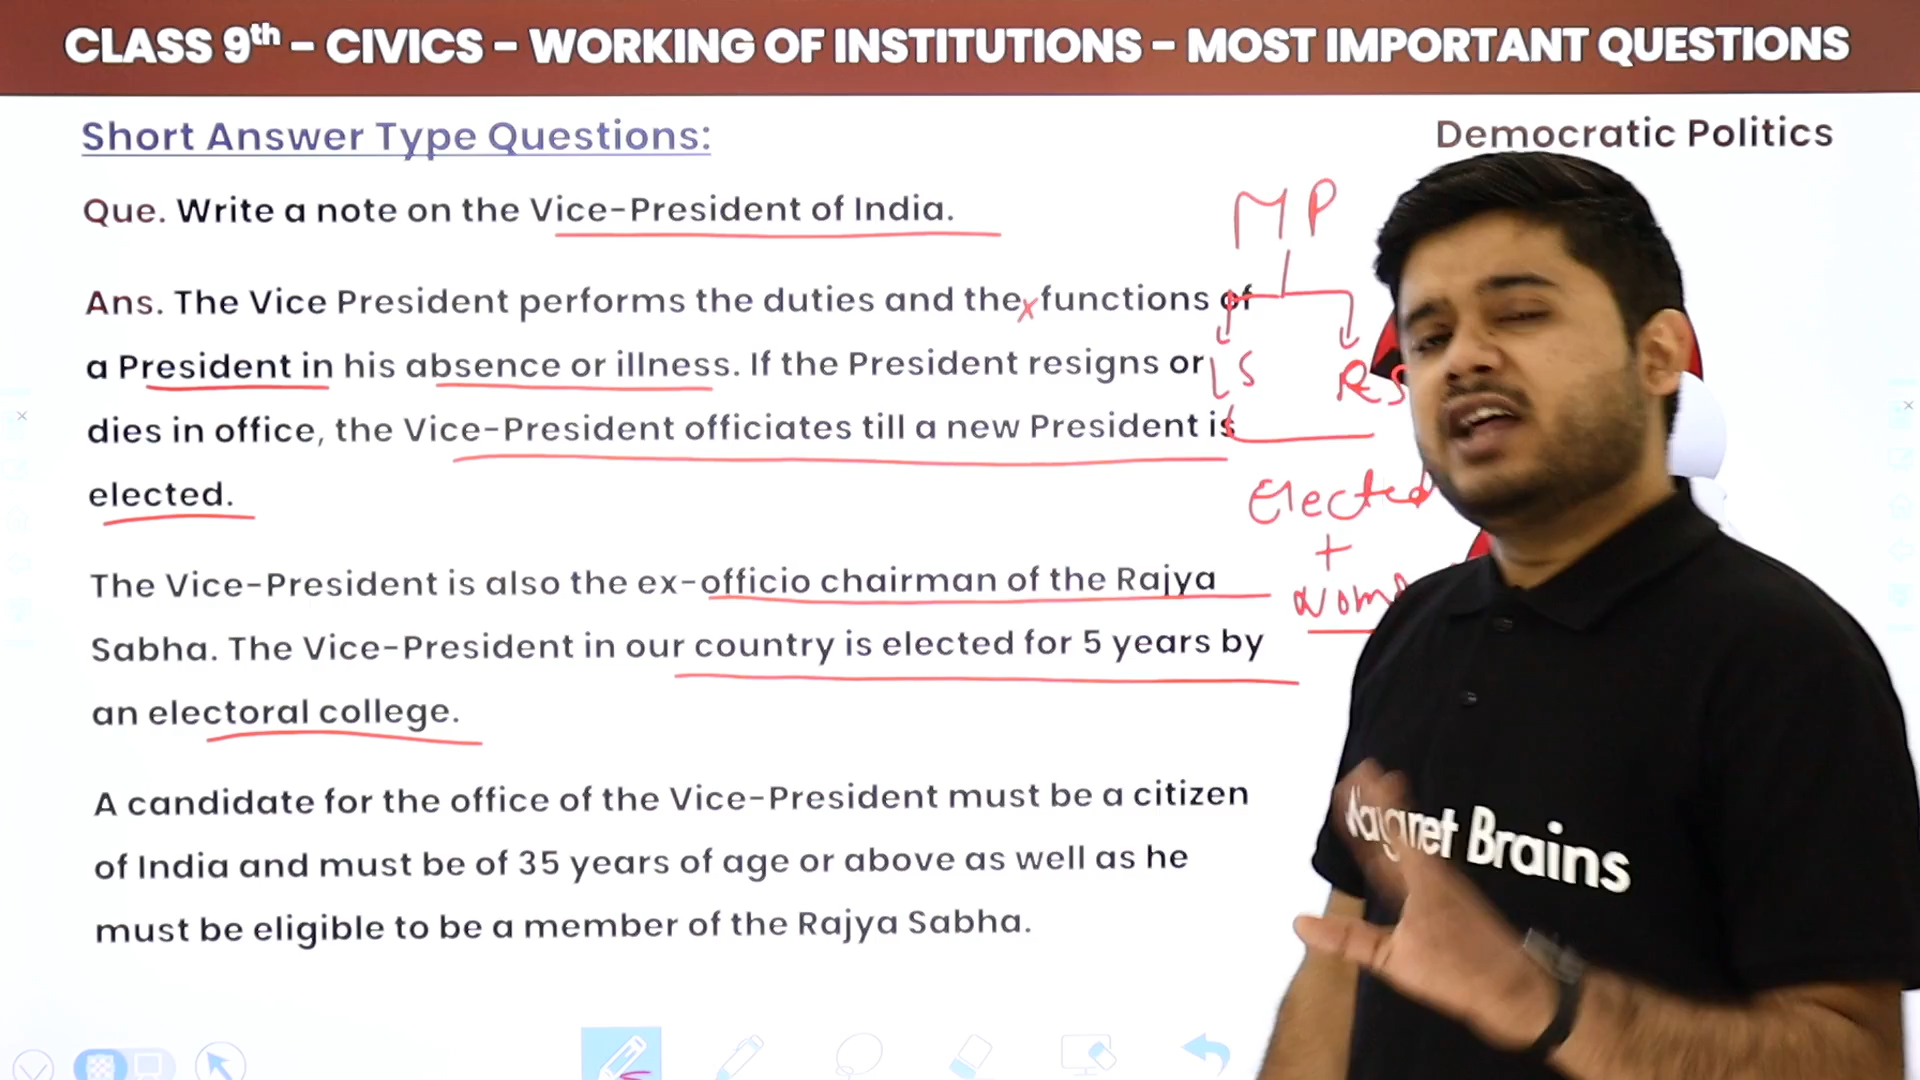 CLASS 9th – CIVICS – WORKING OF INSTITUTIONS – MOST IMPORTANT QUESTIONS
Short Answer Type Questions:
Democratic Politics
Que. Write a note on the Vice-President of India.
Ans. The Vice President performs the duties and the functions of
a President in his absence or illness. If the President resigns or
dies in office, the Vice-President officiates till a new President is
elected.
The Vice-President is also the ex-officio chairman of the Rajya
Sabha. The Vice-President in our country is elected for 5 years by
an electoral college.
A candidate for the office of the Vice-President must be a citizen
of India and must be of 35 years of age or above as well as he
must be eligible to be a member of the Rajya Sabha.
MP
LS RS
Elected
+
Magnet Brains